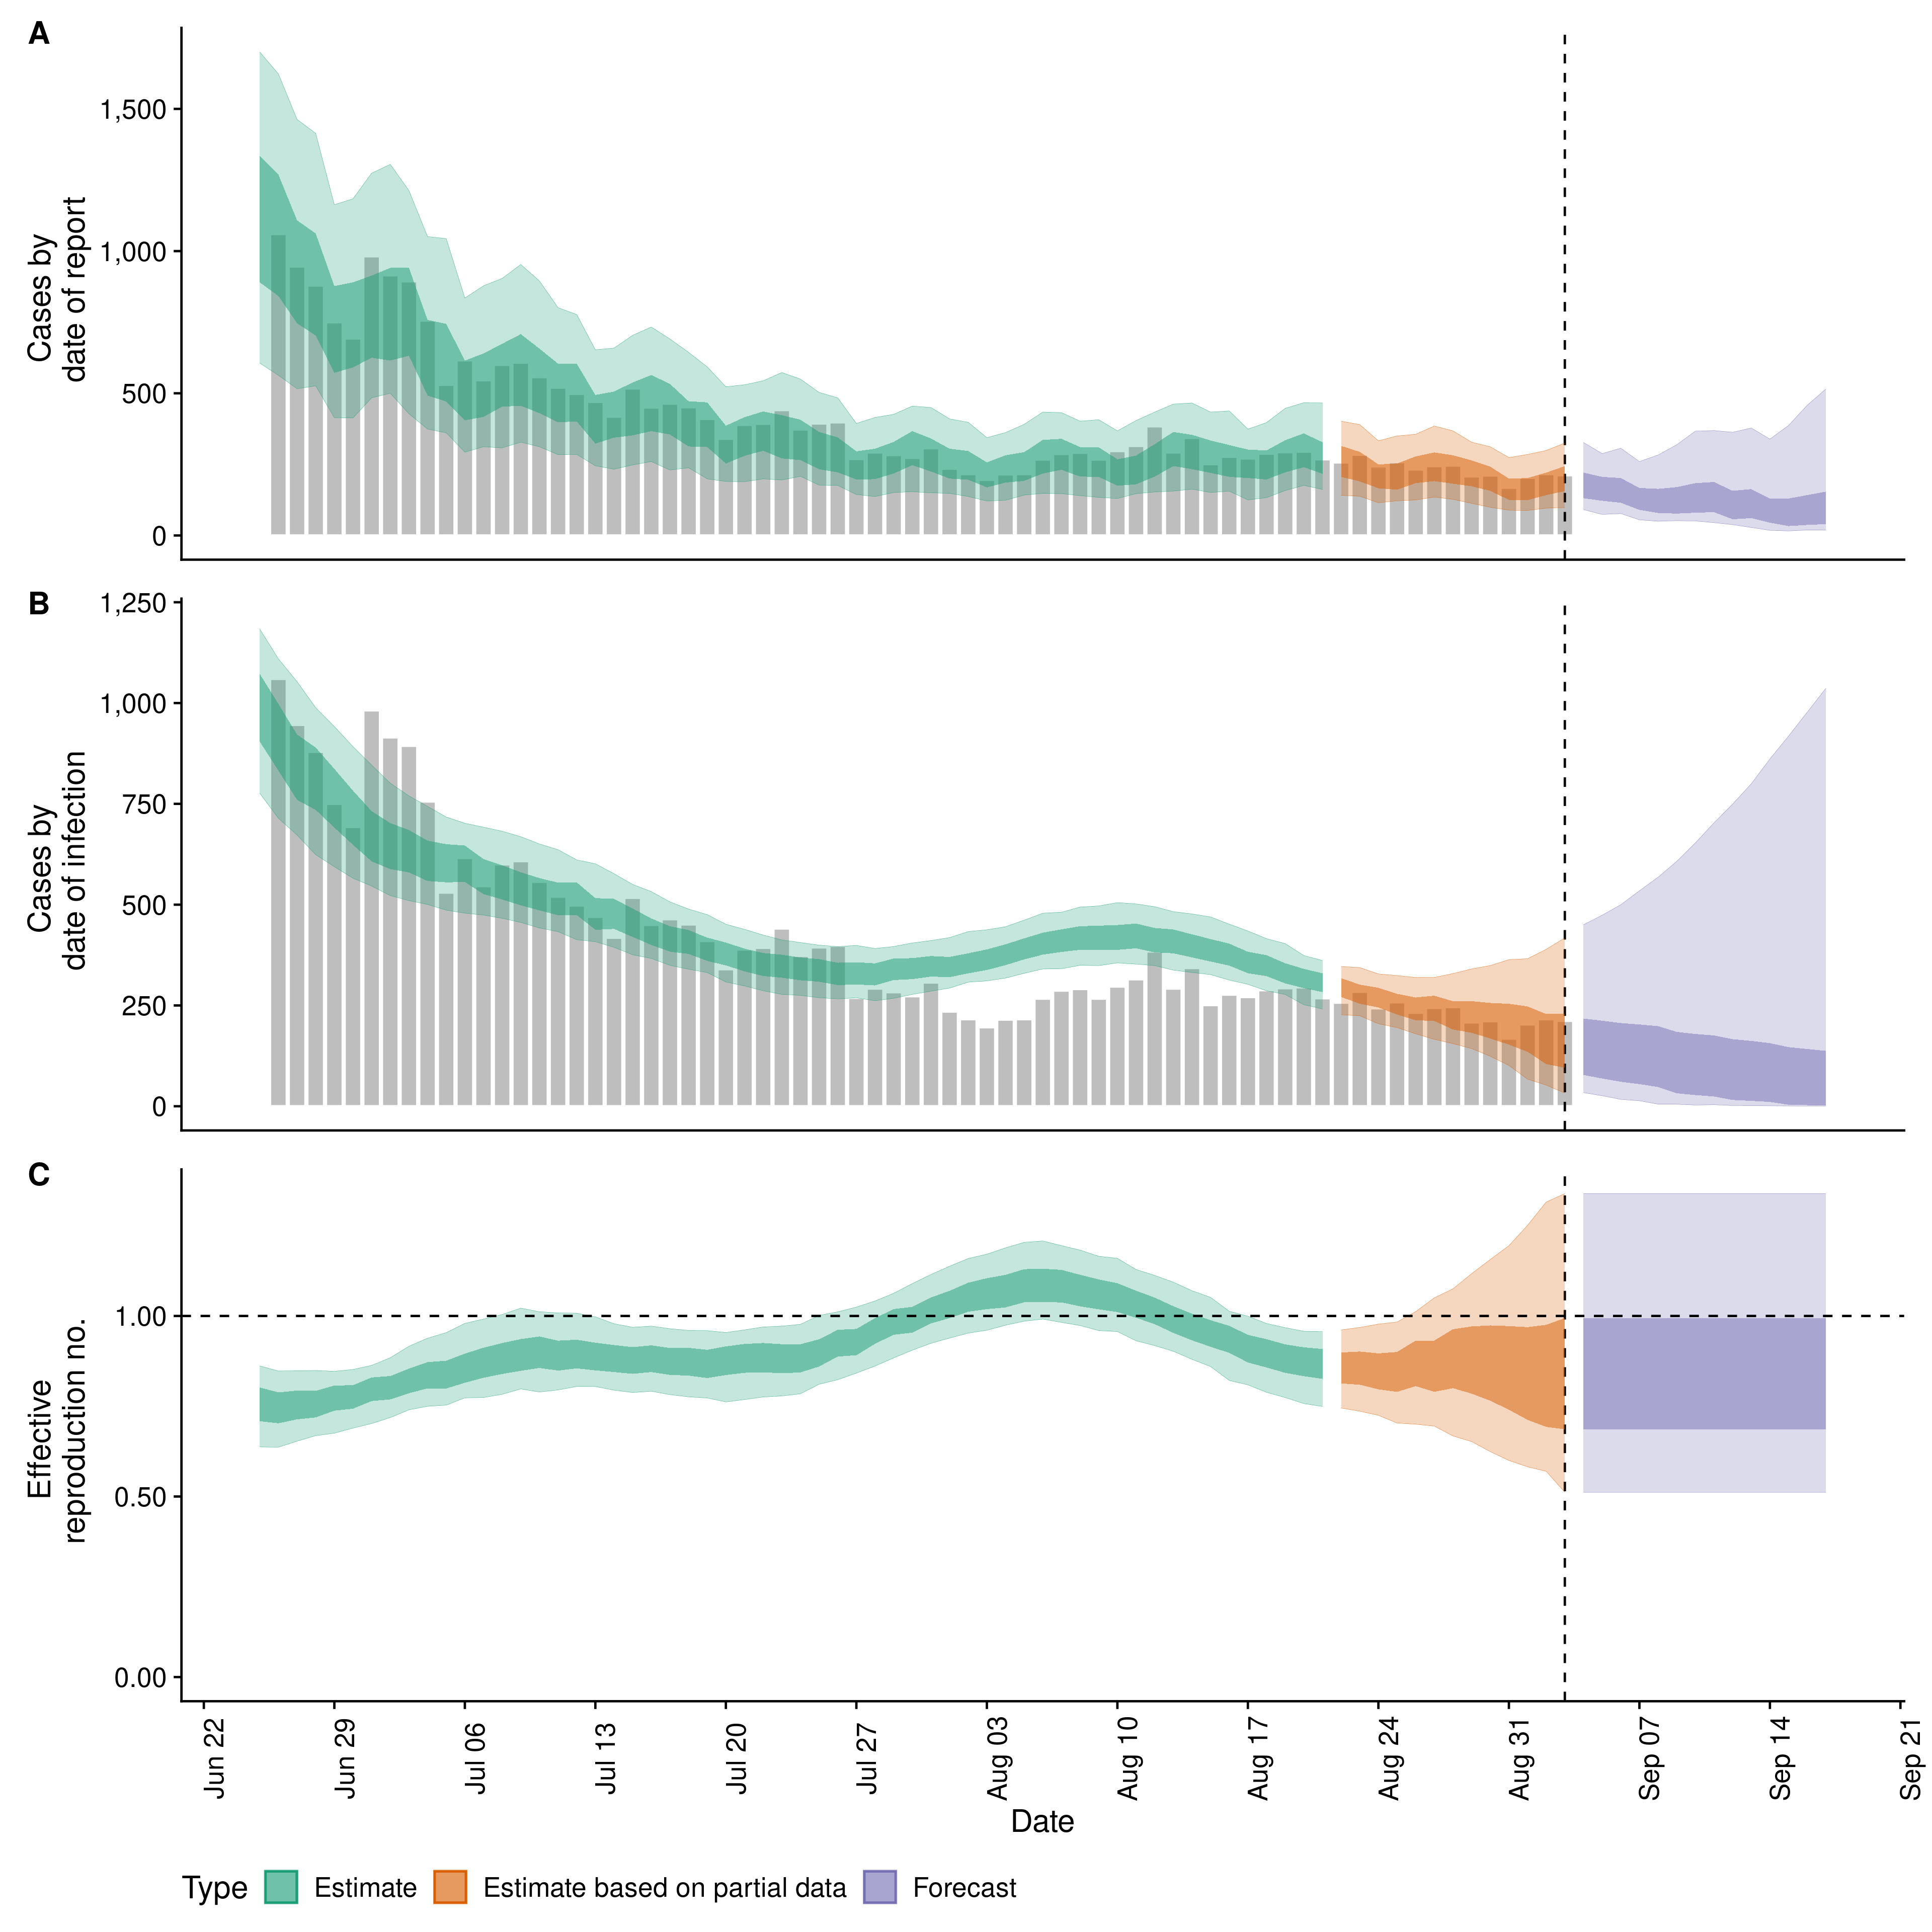 A
Cases by
date of report
1,500
1,000
500
0
B
Cases by
date of infection
1,250
1,000
750
500
250
0
C
Effective
reproduction no.
1.00
0.50
0.00
Jun 22
Jun 29
Jul 06
Jul 13
Jul 20
Jul 27
Aug 03
Aug 10
Aug 17
Aug 24
Aug 31
Sep 07
Sep 14
Sep 21
Date
Type Estimate Estimate based on partial data Forecast